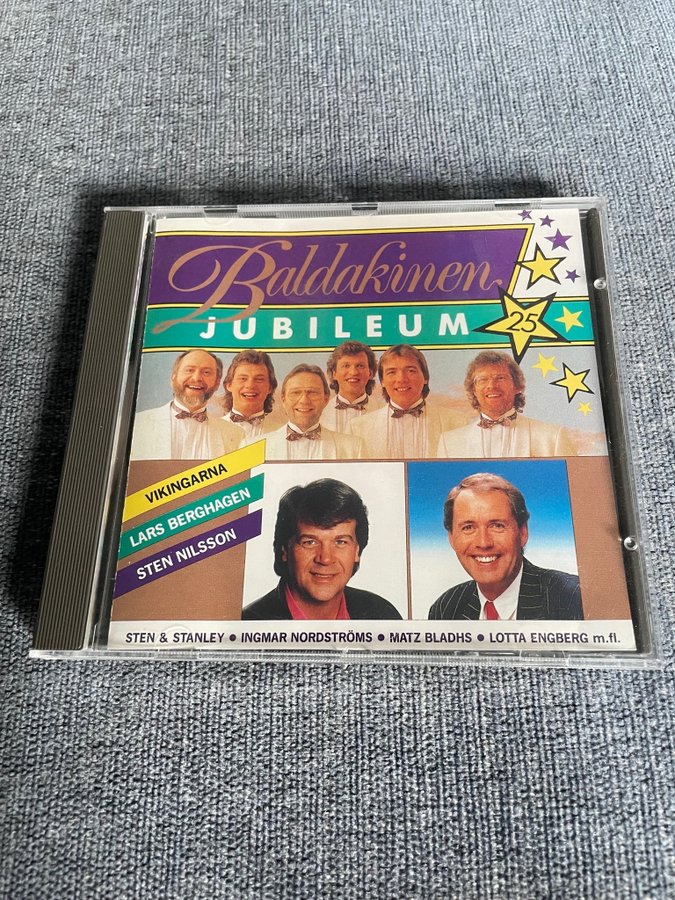 Baldakinen
JUBILEUM
25
VIKINGARNA
LARS BERGHAGEN
STEN NILSSON
STEN & STANLEY • INGMAR NORDSTRÖMS • MATZ BLADHS • LOTTA ENGBERG m.fl.